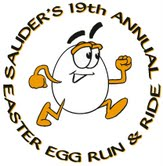 SAUDER'S 19th ANNUAL
EASTER EGG RUN & RIDE